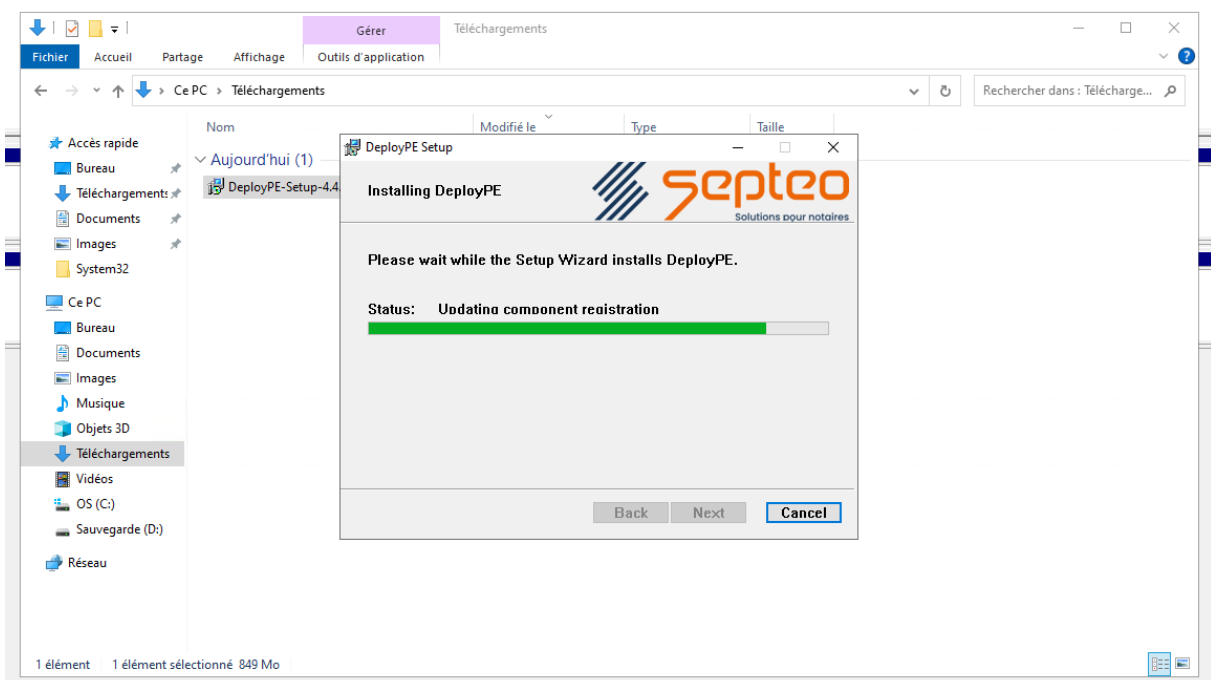 Gérer
Téléchargements
Fichier
Accueil
Partage
Affichage
Outils d'application
Ce PC
Téléchargements
Rechercher dans : Télécharge...
Nom
Modifié le
Type
Taille
Accès rapide
Bureau
Téléchargements
Documents
Images
System32
Ce PC
Bureau
Documents
Images
Musique
Objets 3D
Téléchargements
Vidéos
OS (C:)
Sauvegarde (D:)
Réseau
Aujourd'hui (1)
DeployPE-Setup-4.4
DeployPE Setup
Installing DeployPE
septeo
Solutions pour notaires
Please wait while the Setup Wizard installs DeployPE.
Status: Updating component registration
Back
Next
Cancel
1 élément
1 élément sélectionné 849 Mo